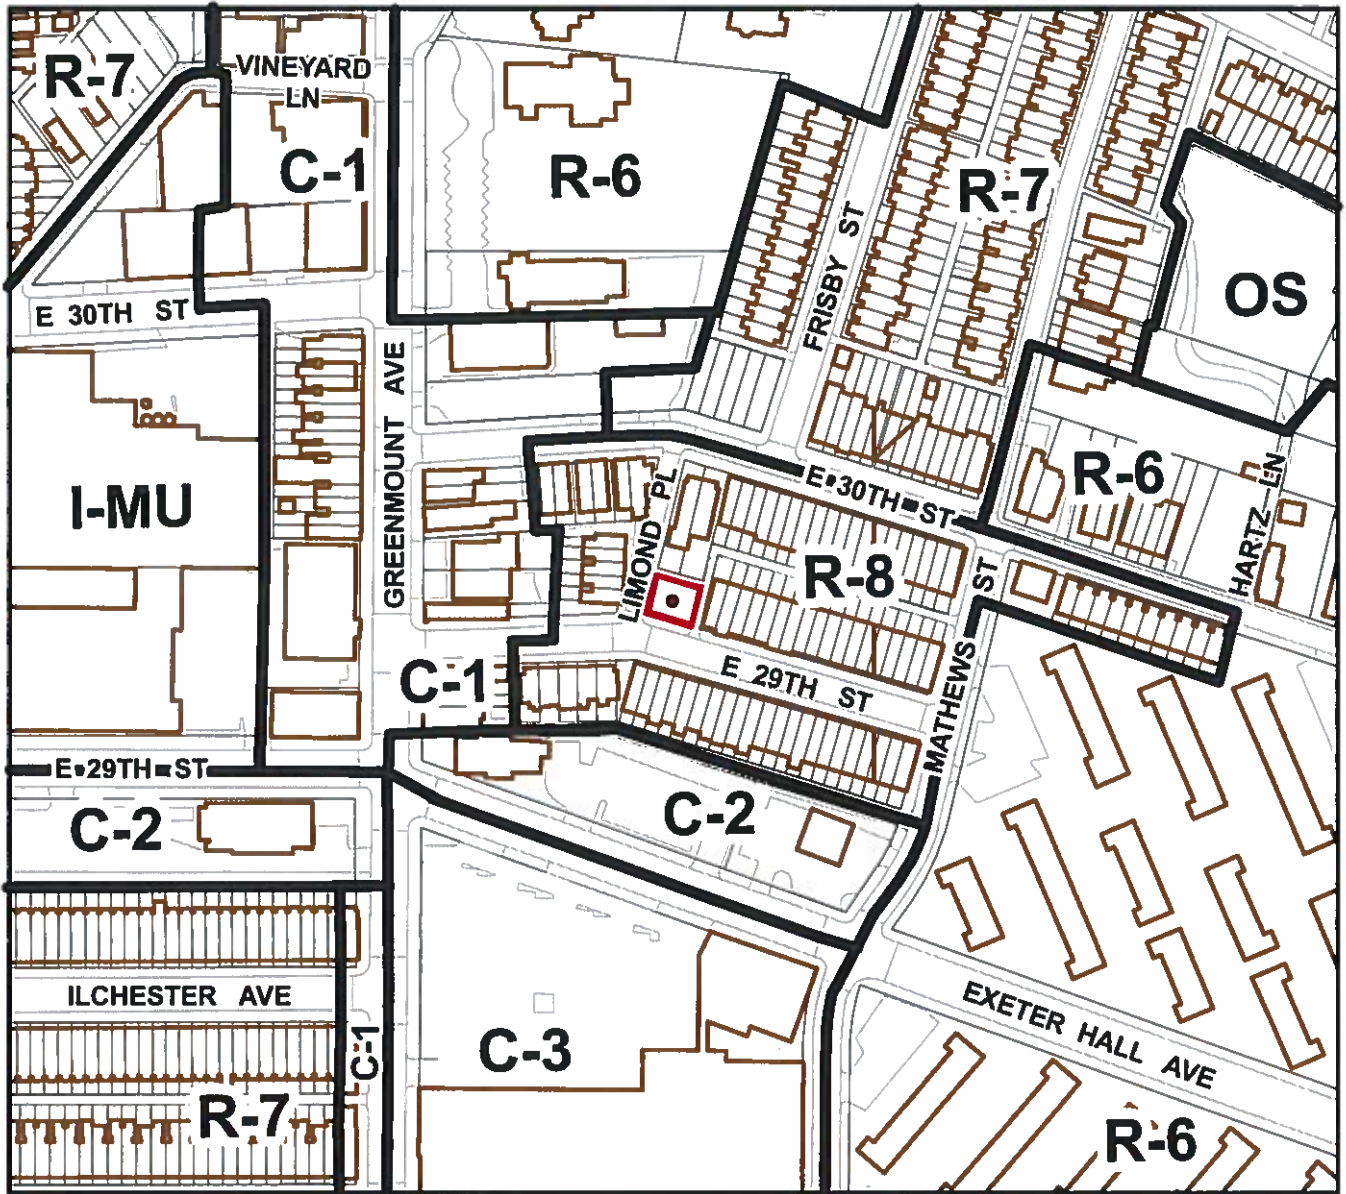 R-7
VINEYARD
LN
C-1
R-6
R-7
FRISBY ST
OS
E 30TH ST
GREENMOUNT AVE
I-MU
LIMOND PL
E 30TH ST
R-6
HARTZ LN
R-8
MATHEWS ST
C-1
E 29TH ST
E 29TH ST
C-2
C-2
ILCHESTER AVE
C-1
C-3
EXETER HALL AVE
R-7
R-6